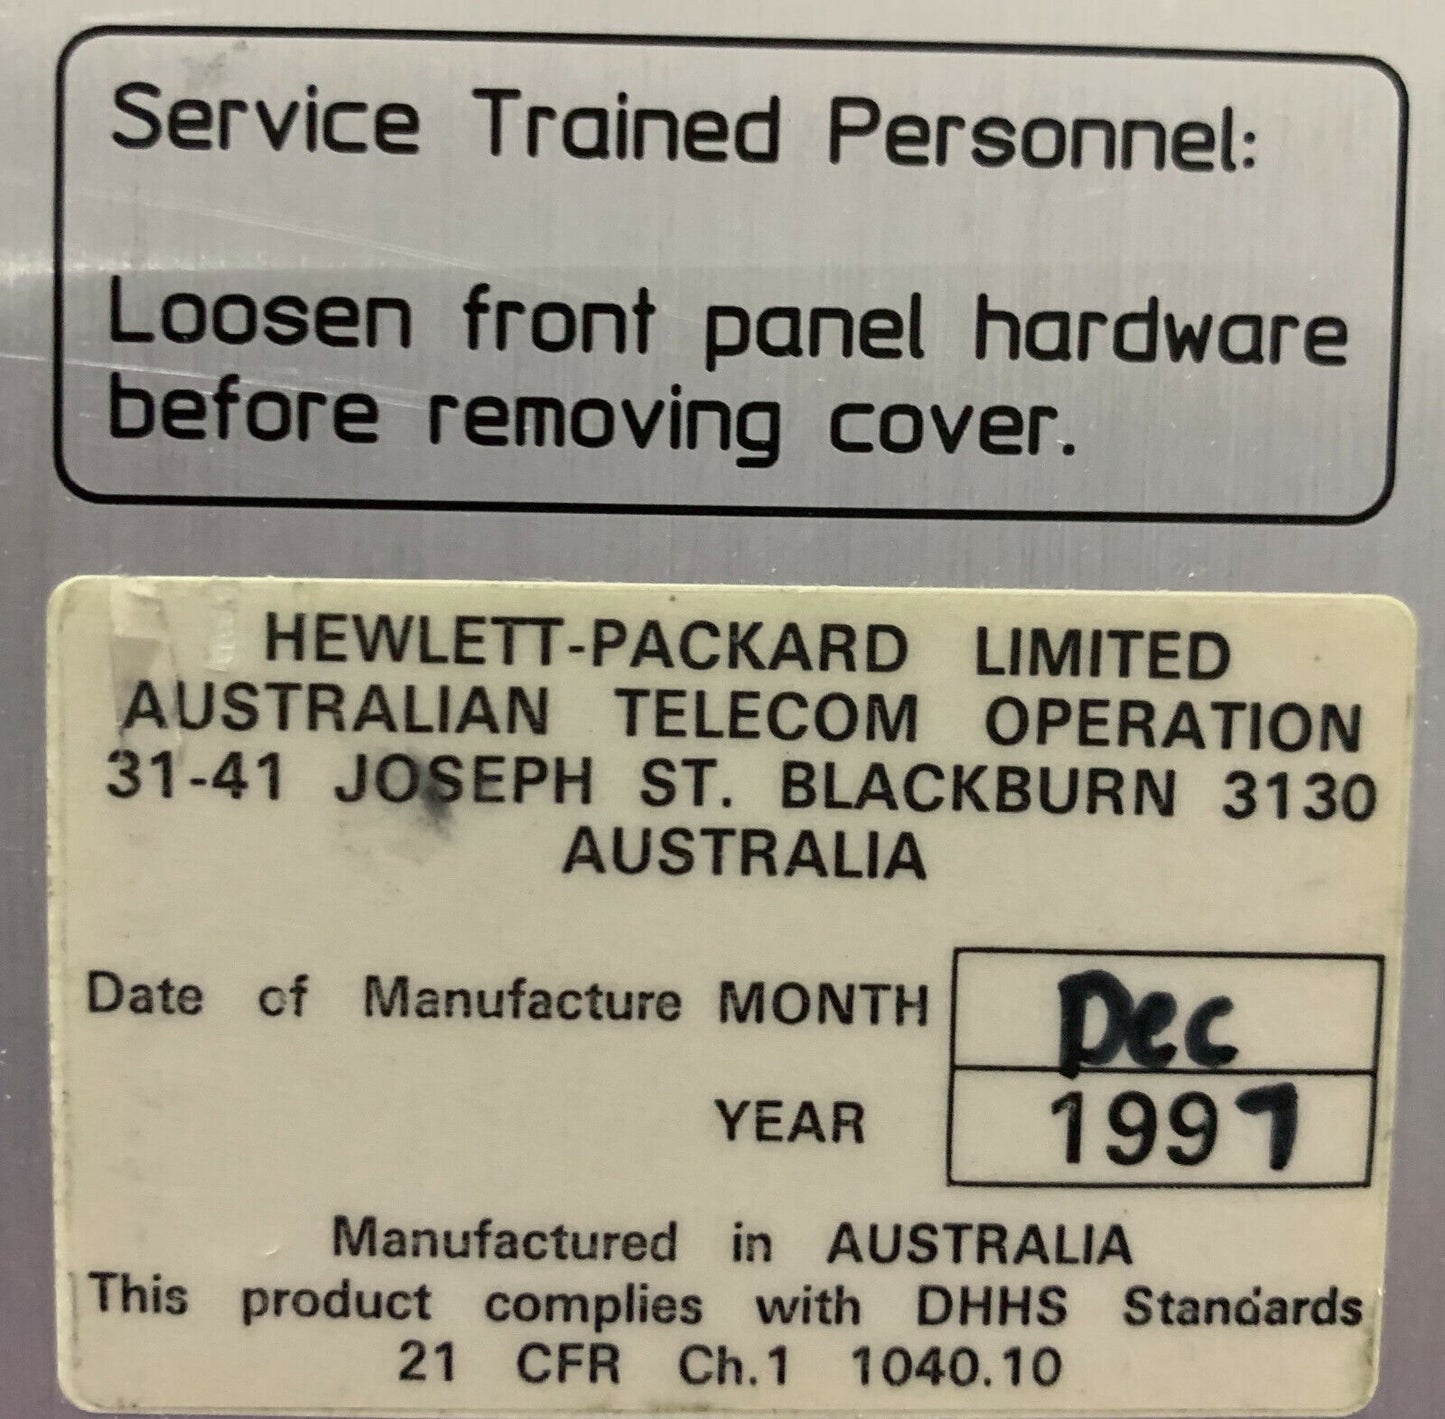 Service Trained Personnel:
Loosen front panel hardware
before removing cover.
HEWLETT-PACKARD LIMITED
AUSTRALIAN TELECOM OPERATION
31-41 JOSEPH ST. BLACKBURN 3130
AUSTRALIA
Date of Manufacture MONTH Dec
YEAR 1997
Manufactured in AUSTRALIA
This product complies with DHHS Standards
21 CFR Ch.1 1040.10